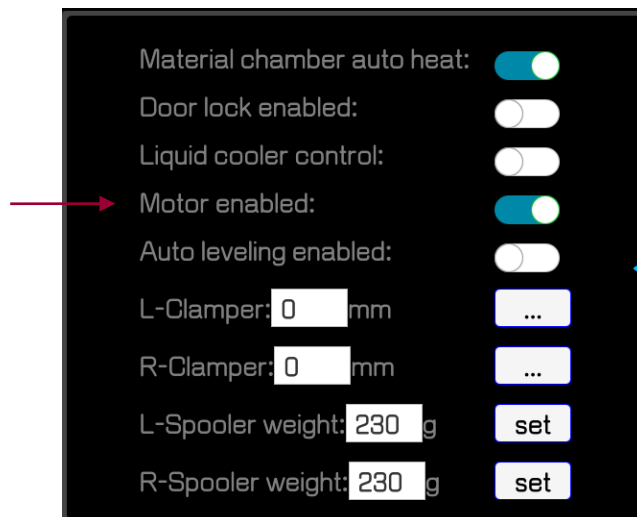 Material chamber auto heat:
Door lock enabled:
Liquid cooler control:
Motor enabled:
Auto leveling enabled:
L-Clamper: 0 mm ...
R-Clamper: 0 mm ...
L-Spooler weight: 230 g set
R-Spooler weight: 230 g set